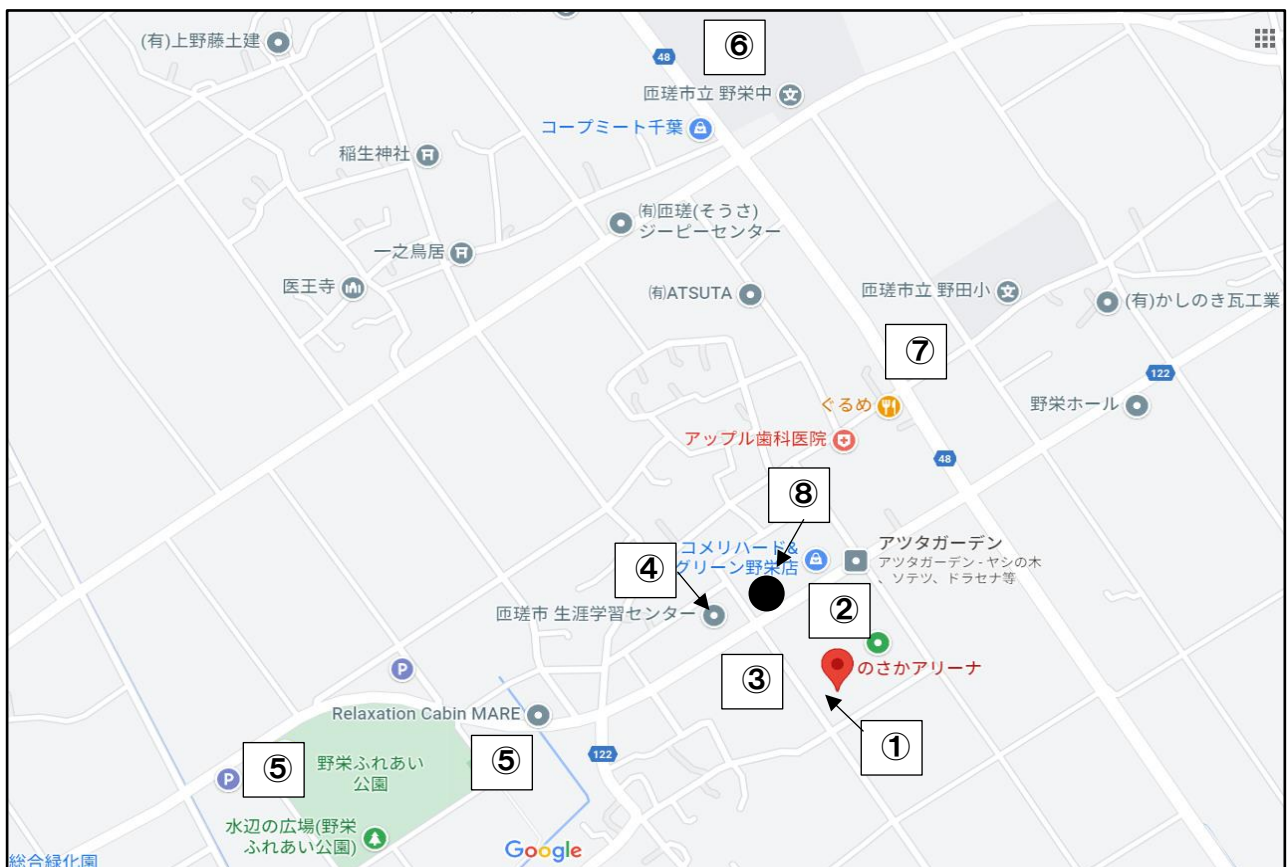 (有)上野藤土建
48
⑥
匝瑳市立 野栄中
コープミート千葉
稲生神社
㈲匝瑳(そうさ)
ジーピーセンター
一之鳥居
医王寺
㈲ATSUTA
匝瑳市立 野田小
(有)かしのき瓦工業
⑦
122
ぐるめ
野栄ホール
アップル歯科医院
48
⑧
コメリハード&
グリーン野栄店
アツタガーデン
アツタガーデン - ヤシの木
、ソテツ、ドラセナ等
④
匝瑳市 生涯学習センター
②
③
のさかアリーナ
P
Relaxation Cabin MARE
①
122
⑤
⑤
P
野栄ふれあい
公園
水辺の広場(野栄
ふれあい公園)
Google
総合緑化園